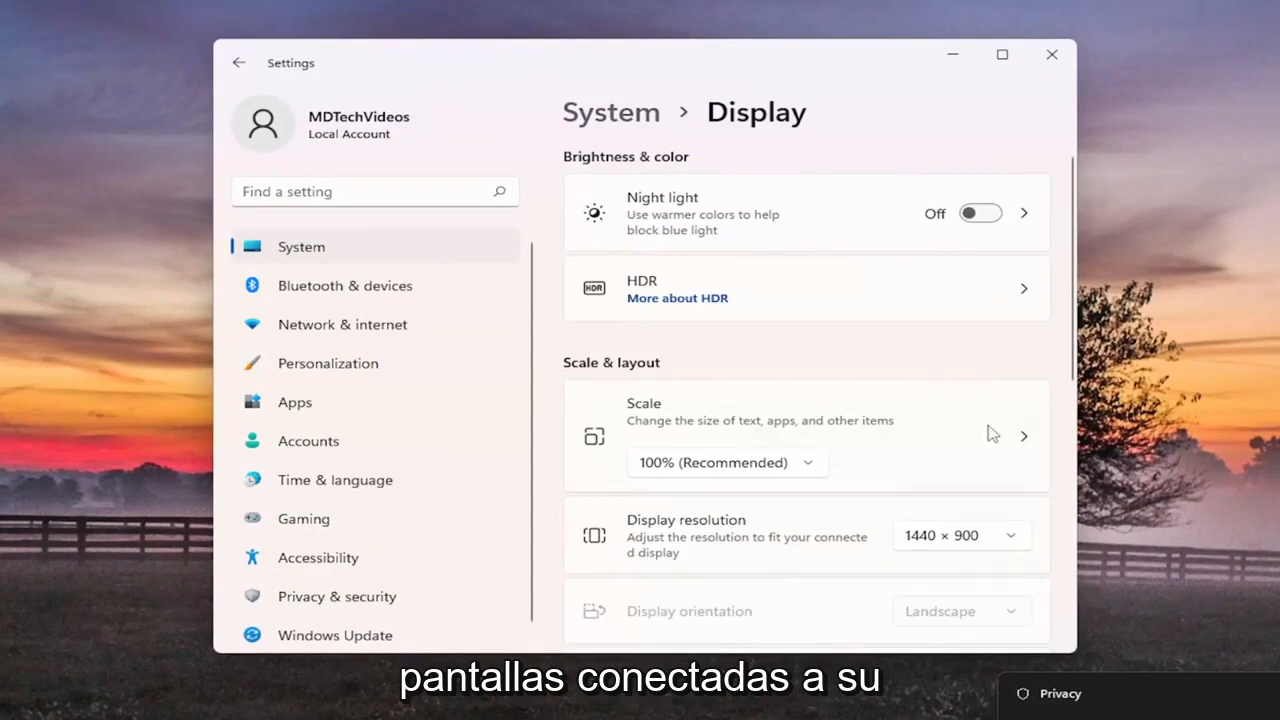 Settings
MDTechVideos
Local Account
Find a setting
System
Bluetooth & devices
Network & internet
Personalization
Apps
Accounts
Time & language
Gaming
Accessibility
Privacy & security
Windows Update
System > Display
Brightness & color
Night light
Use warmer colors to help
block blue light
Off
HDR
HDR
More about HDR
Scale & layout
Scale
Change the size of text, apps, and other items
100% (Recommended)
Display resolution
Adjust the resolution to fit your connecte
d display
1440 × 900
Display orientation
Landscape
pantallas conectadas a su
Privacy